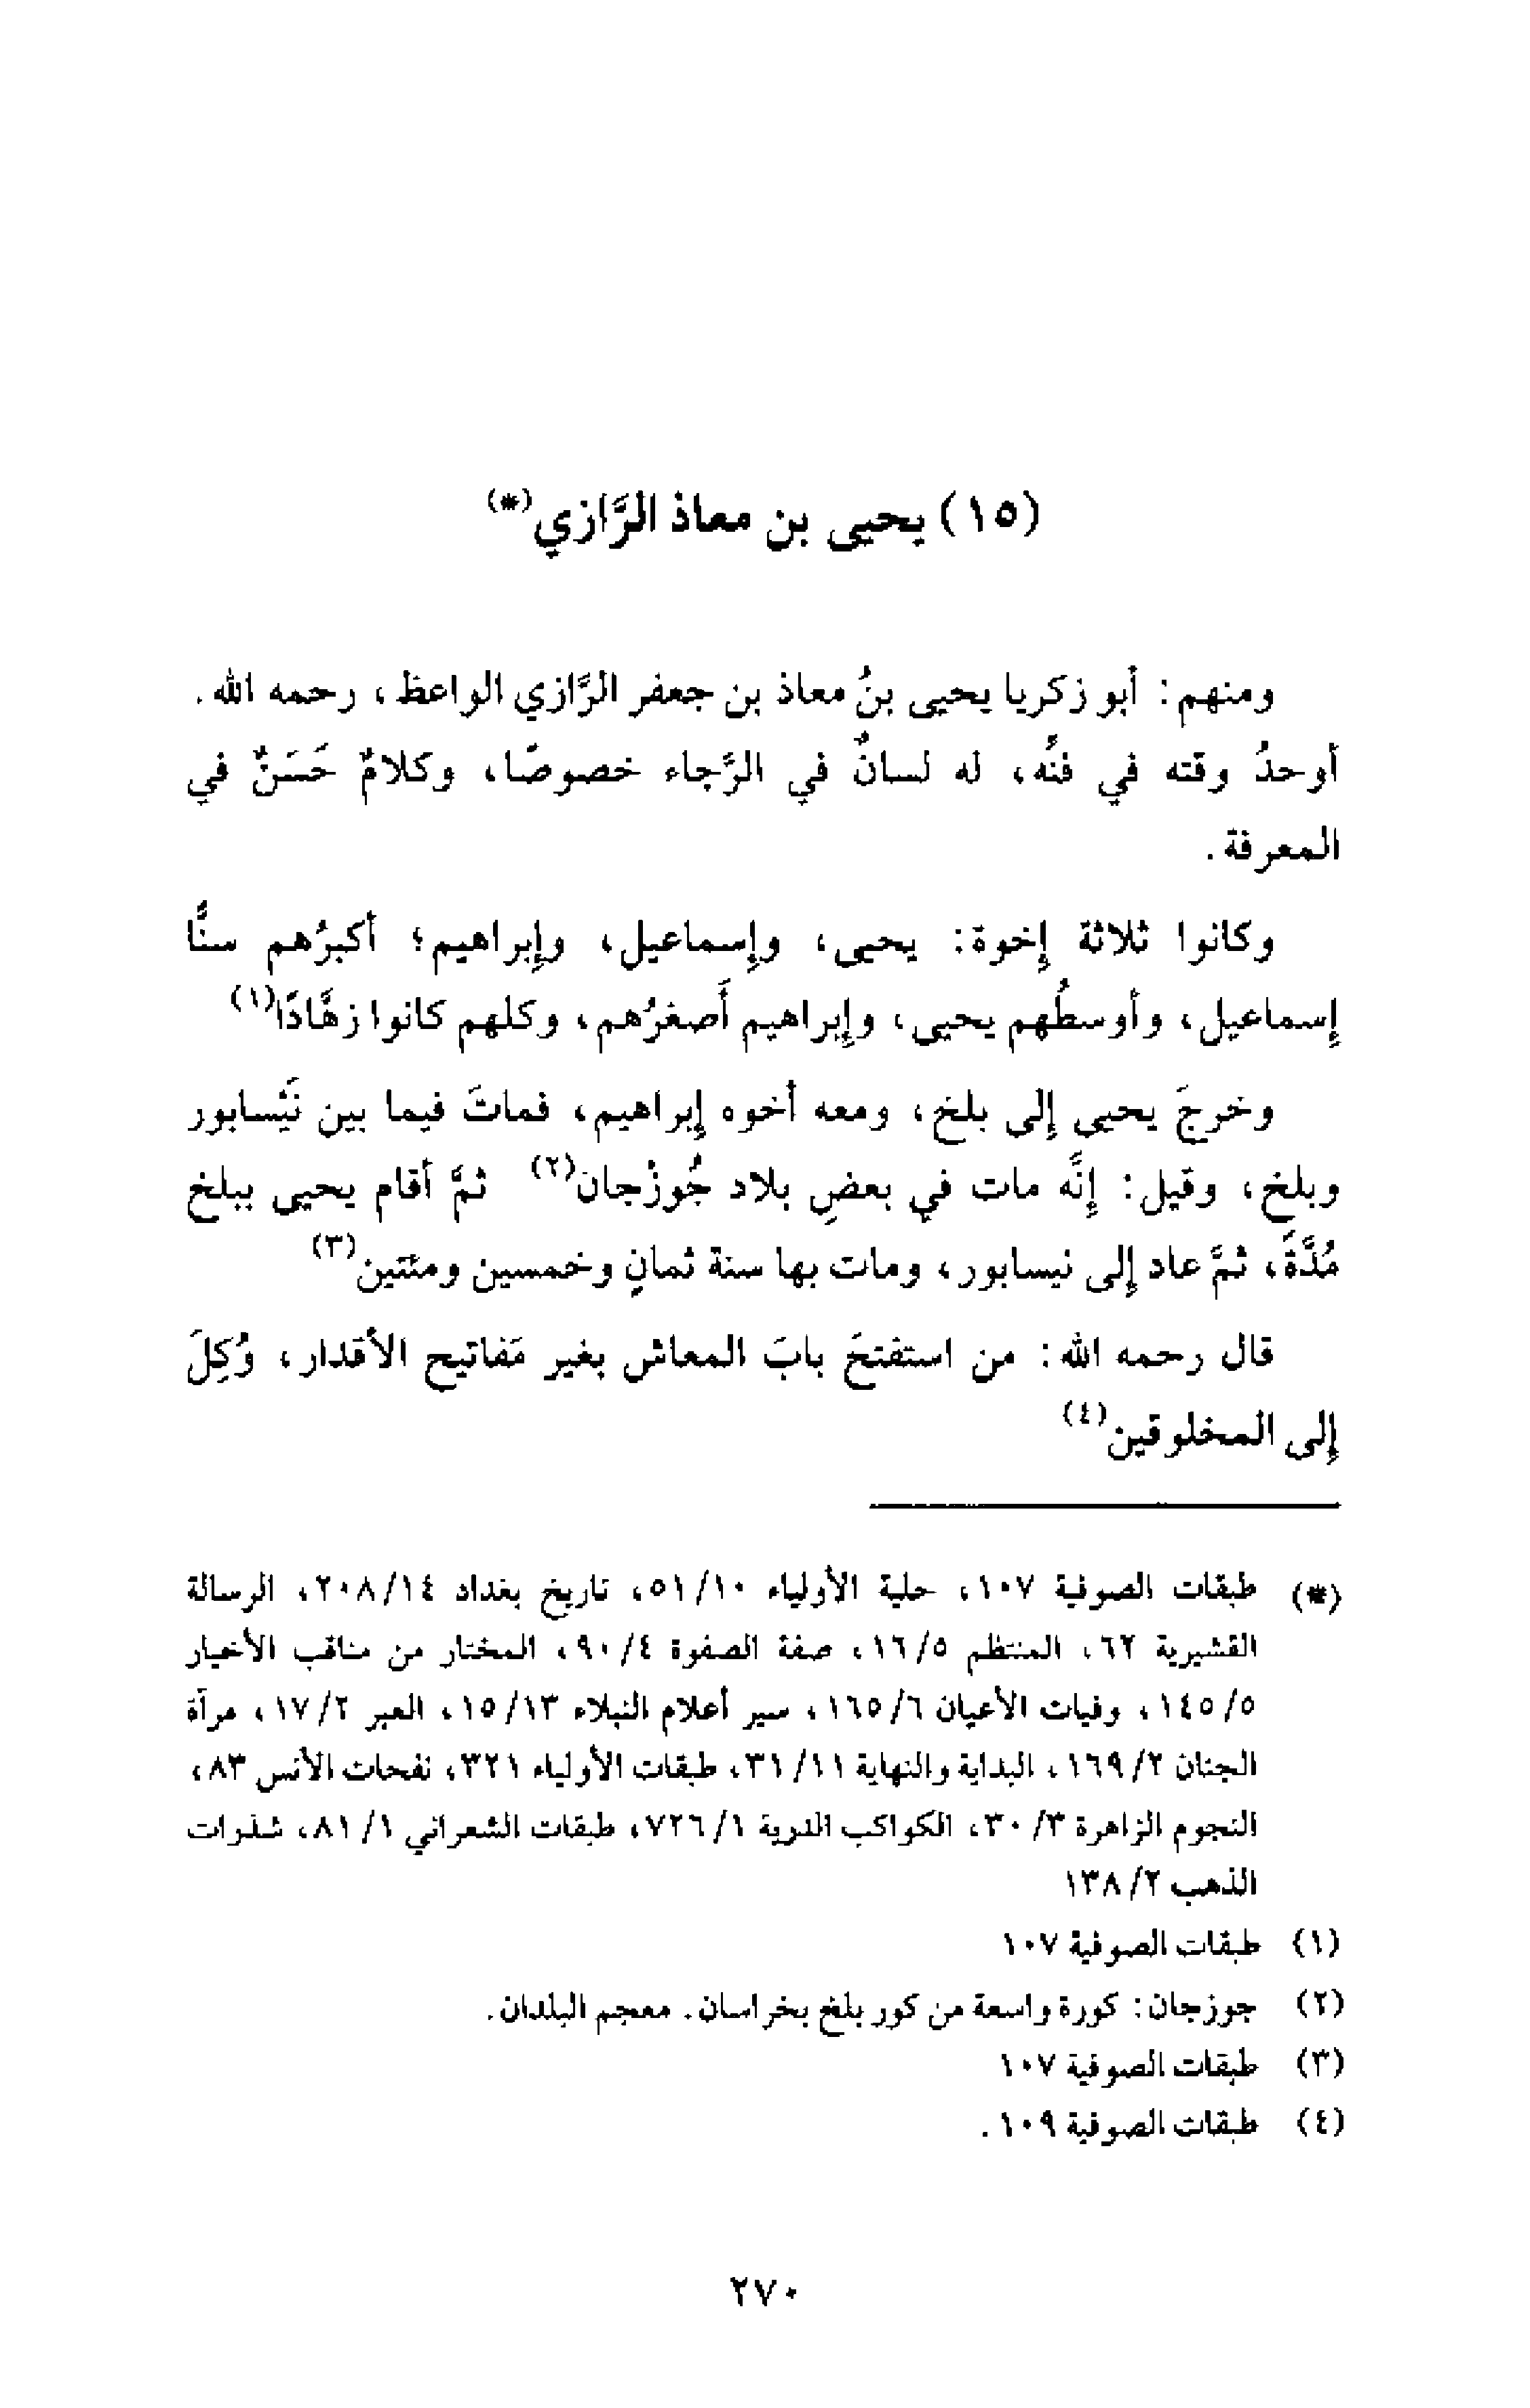 (١٥) يحيى بن معاذ الرَّازي(*)
ومنهم: أبو زكريا يحيى بنُ معاذ بن جعفر الرَّازي الواعظ، رحمه الله.
أوحدُ وقته في فنِّه، له لسانٌ في الرَّجاء خصوصًا، وكلامٌ حَسَنٌ في
المعرفة.
وكانوا ثلاثة إخوة: يحيى، وإسماعيل، وإبراهيم؛ أكبرُهم سنًّا
إسماعيل، وأوسطُهم يحيى، وإبراهيم أَصغرُهم، وكلهم كانوا زهَّادًا(١)
وخرجَ يحيى إلى بلخ، ومعه أخوه إبراهيم، فماتَ فيما بين نَيْسابور
وبلخ، وقيل: إنَّه مات في بعضِ بلاد جُوزْجان(٢) ثمَّ أقام يحيى ببلخ
مُدَّةً، ثمَّ عاد إلى نيسابور، ومات بها سنة ثمانٍ وخمسين ومئتين(٣)
قال رحمه الله: من استفتحَ بابَ المعاش بغير مَفاتيح الأقدار، وُكِلَ
إلى المخلوقين(٤)
(*) طبقات الصوفية ١٠٧، حلية الأولياء ١٠/٥١، تاريخ بغداد ١٤/٢٠٨، الرسالة
القشيرية ٦٢، المنتظم ٥/١٦، صفة الصفوة ٤/٩٠، المختار من مناقب الأخيار
٥/١٤٥، وفيات الأعيان ٦/١٦٥، سير أعلام النبلاء ١٣/١٥، العبر ٢/١٧، مرآة
الجنان ٢/١٦٩، البداية والنهاية ١١/٣١، طبقات الأولياء ٣٢١، نفحات الأنس ٨٣،
النجوم الزاهرة ٣/٣٠، الكواكب الدرية ١/٧٢٦، طبقات الشعراني ١/٨١، شذرات
الذهب ٢/١٣٨
(١) طبقات الصوفية ١٠٧
(٢) جوزجان: كورة واسعة من كور بلخ بخراسان. معجم البلدان.
(٣) طبقات الصوفية ١٠٧
(٤) طبقات الصوفية ١٠٩.
٢٧٠